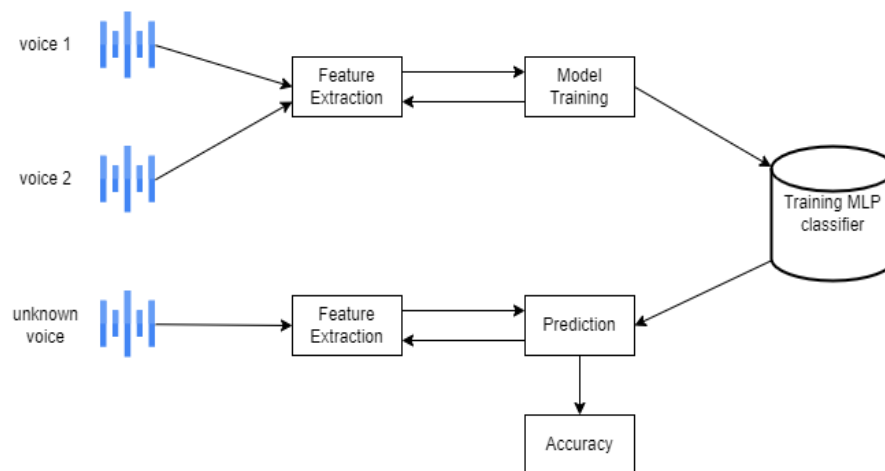 voice 1
Feature
Extraction
Model
Training
voice 2
Training MLP
classifier
unknown
voice
Feature
Extraction
Prediction
Accuracy